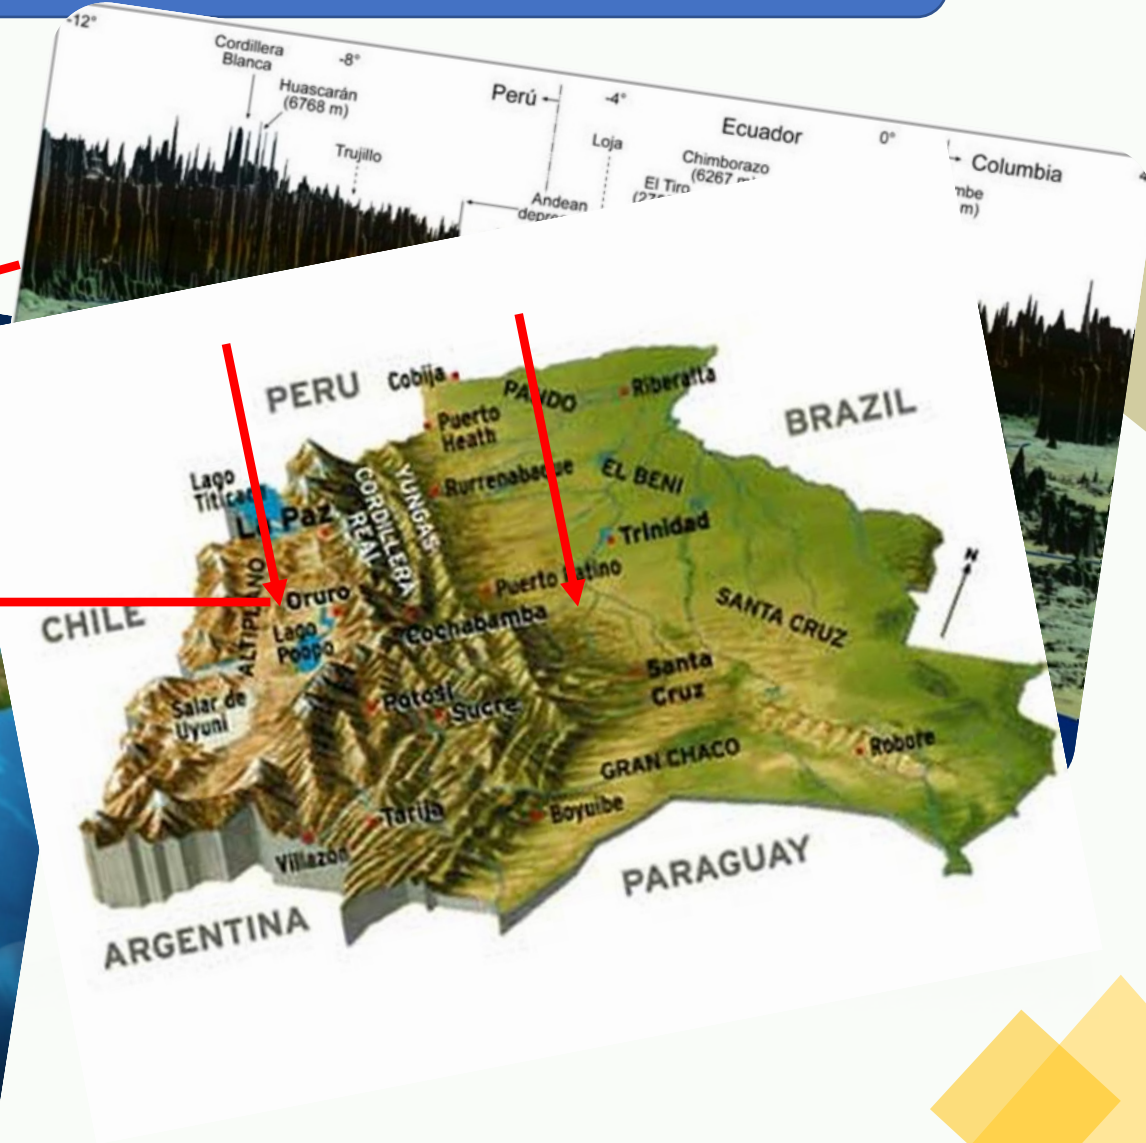 -12°
Cordillera
Blanca
-8°
Huascarán
(6768 m)
Trujillo
Perú
-4°
Loja
Ecuador
Chimborazo
(6267
El Tiro
0°
Columbia
m)
Andean
PERU
Cobija
PANDO
Riberalta
BRAZIL
Puerto
Heath
Lago
Titicaca
La Paz
CORDILLERA
REAL
YUNGAS
Rurrenabaque
EL BENI
Trinidad
N
CHILE
ALTIPLANO
Oruro
Lago
Poopo
Puerto Patino
Cochabamba
SANTA CRUZ
Salar de
Uyuni
Potosi
Sucre
Santa
Cruz
GRAN CHACO
Robore
Tarija
Boyuibe
Villazon
PARAGUAY
ARGENTINA